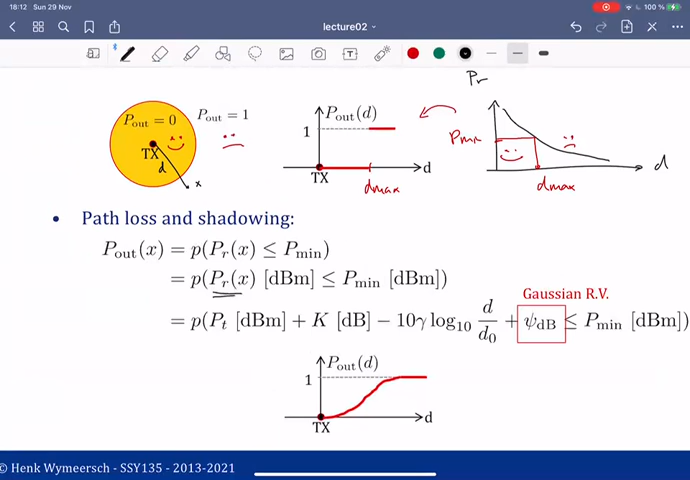 18:12 Sun 29 Nov
100 %
lecture02
P_out = 0
P_out = 1
TX
d
x
P_out(d)
1
TX
d
dmax
Pr
Pmin
dmax
d
• Path loss and shadowing:
P_out(x) = p(P_r(x) ≤ P_min)
= p(P_r(x) [dBm] ≤ P_min [dBm])
Gaussian R.V.
= p(P_t [dBm] + K [dB] − 10γ log₁₀ d/d₀ + ψ_dB ≤ P_min [dBm])
P_out(d)
1
TX
d
© Henk Wymeersch - SSY135 - 2013-2021